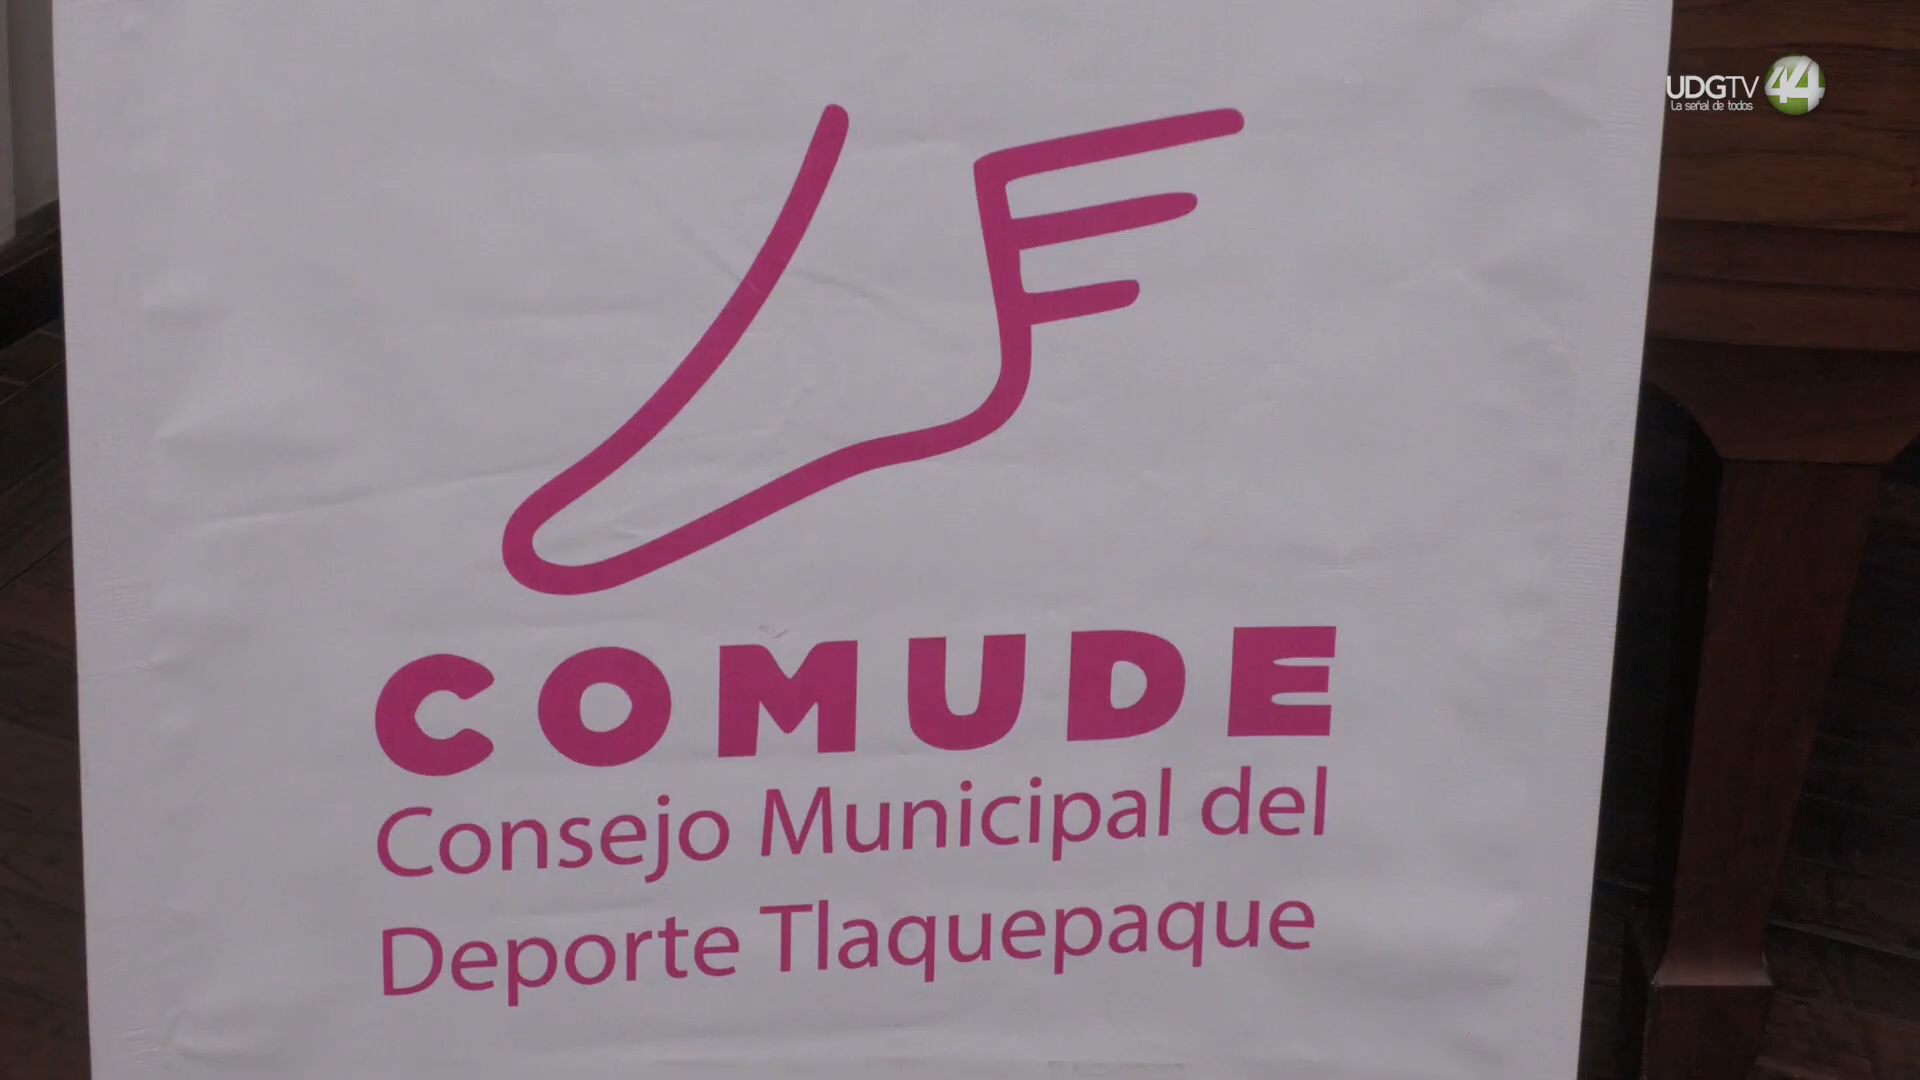 UDGTV 44
La señal de todos
COMUDE
Consejo Municipal del
Deporte Tlaquepaque